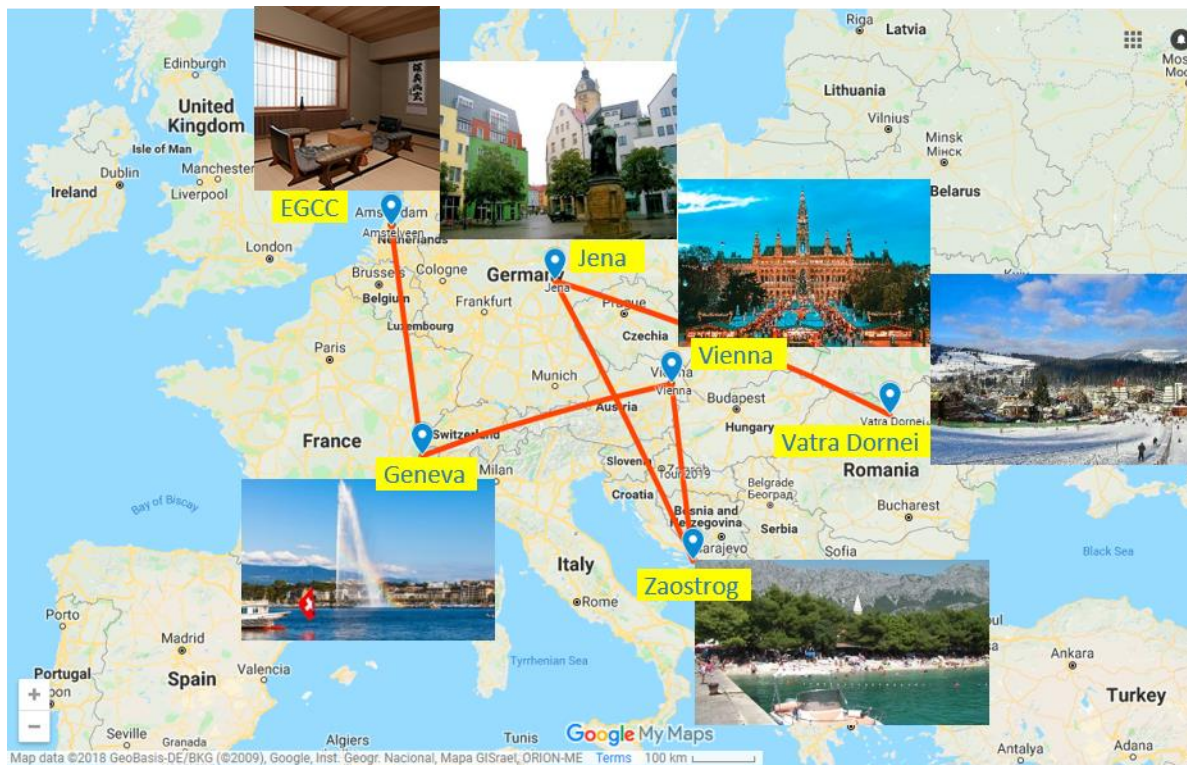 Riga
Latvia
Edinburgh
United
Kingdom
Isle of Man
Dublin
Ireland
Manchester
Liverpool
London
Lithuania
Vilnius
Minsk
Мінск
Belarus
EGCC
Amsterdam
Amstelveen
Netherlands
Brussels
Belgium
Cologne
Germany
Jena
Jena
Frankfurt
Luxembourg
Prague
Czechia
Paris
Munich
Vienna
Vienna
Vienna
Austria
Budapest
Hungary
Vatra Dornei
Vatra Dornei
France
Switzerland
Geneva
Milan
Slovenia
Tour 2019
Croatia
Belgrade
Београд
Romania
Bucharest
Bosnia and
Herzegovina
Serbia
Sarajevo
Sofia
Black Sea
Bay of Biscay
Italy
Rome
Zaostrog
Porto
Portugal
Madrid
Spain
Valencia
Tyrrhenian Sea
Ankara
Turkey
Seville
Granada
Algiers
Tunis
Antalya
Adana
+
−
Google My Maps
Map data ©2018 GeoBasis-DE/BKG (©2009), Google, Inst. Geogr. Nacional, Mapa GISrael, ORION-ME Terms 100 km